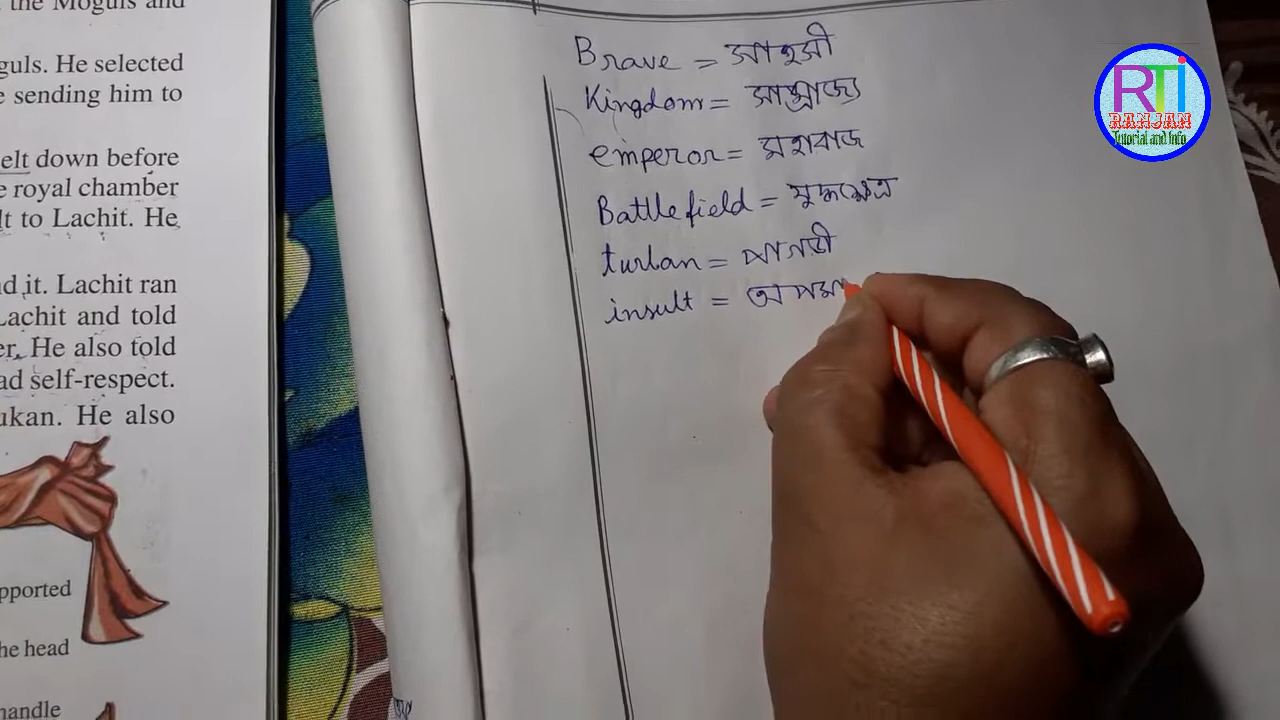 the Moguls and
guls. He selected
e sending him to
elt down before
e royal chamber
lt to Lachit. He
nd it. Lachit ran
Lachit and told
er. He also told
ad self-respect.
ukan. He also
pported
he head
handle
Brave = সাহসী
Kingdom = সাম্রাজ্য
emperor = মহাবাজ
Battlefield = যুদ্ধক্ষেত্র
turban = পাগড়ী
insult = অপমা
RTi
RANJAN
Tutorial and Info